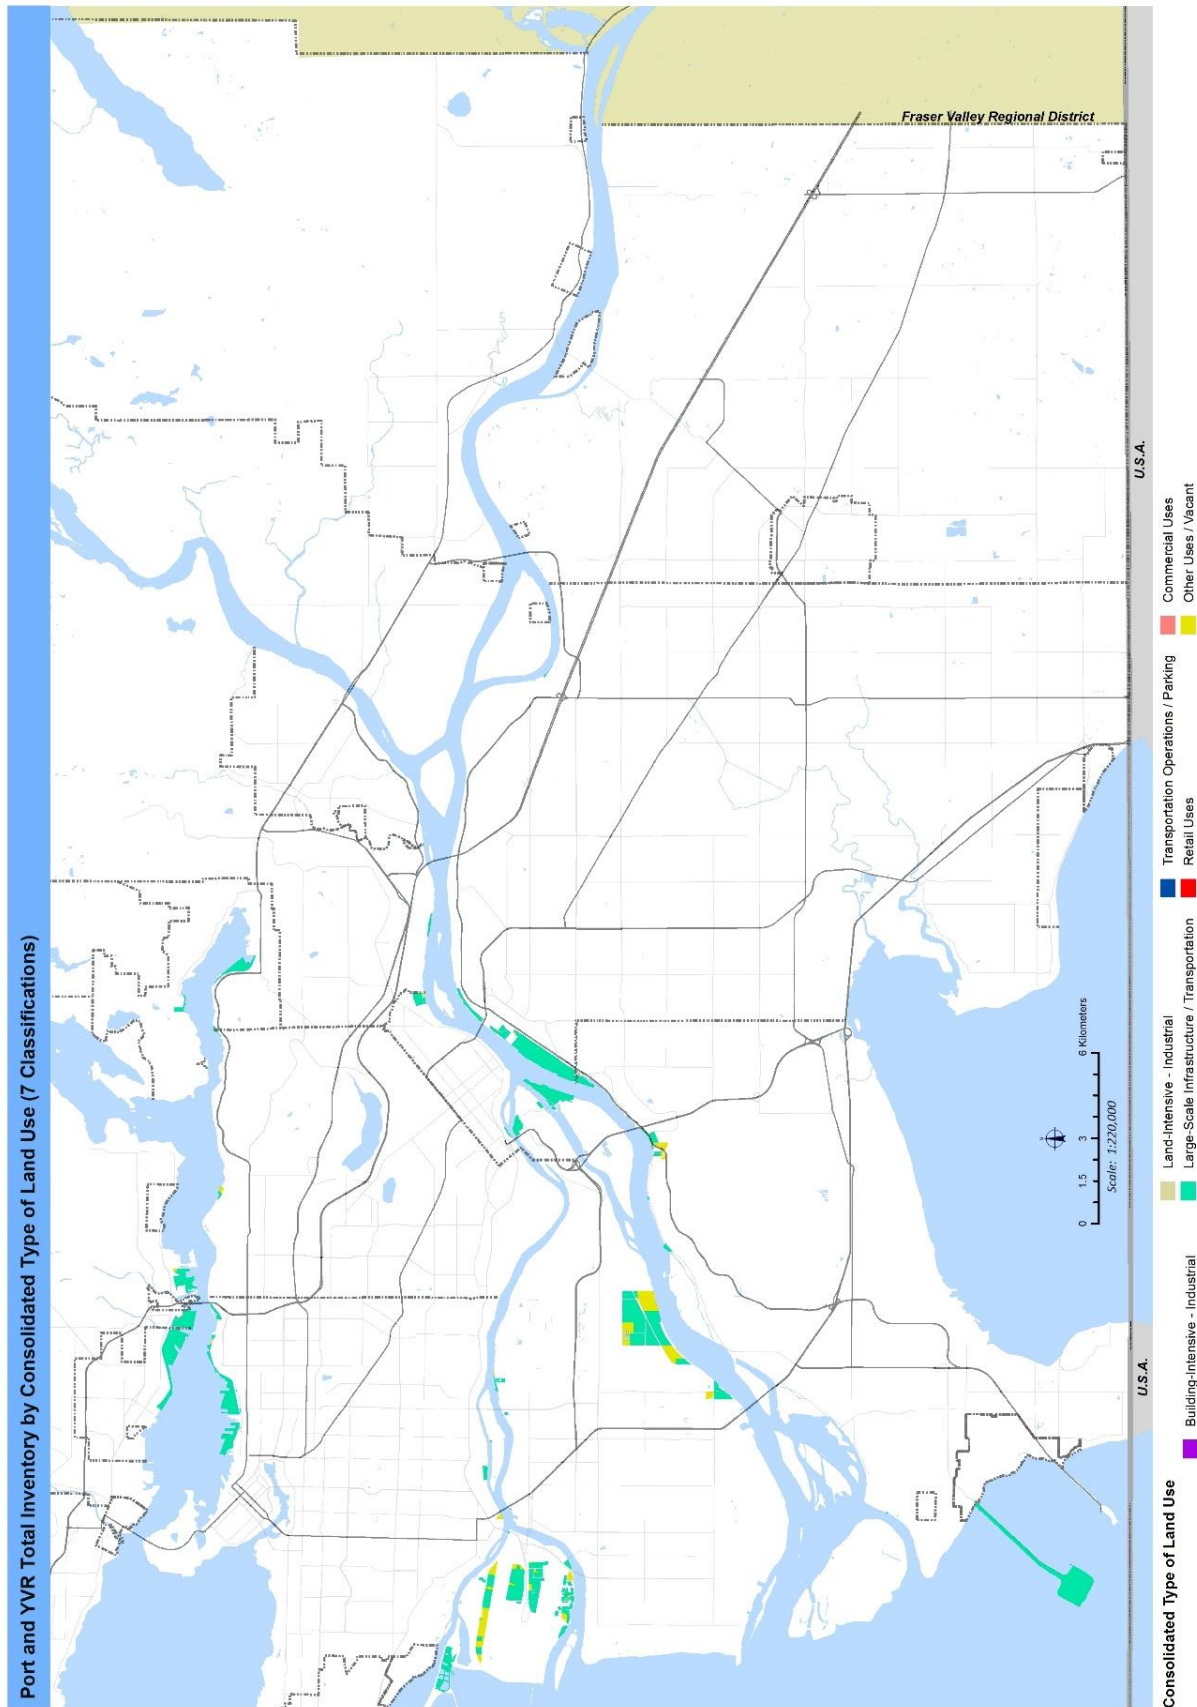 Port and YVR Total Inventory by Consolidated Type of Land Use (7 Classifications)
Fraser Valley Regional District
N
0 1.5 3 6 Kilometers
Scale: 1:220,000
U.S.A.
U.S.A.
Consolidated Type of Land Use
Building-Intensive - Industrial
Land-Intensive - Industrial
Large-Scale Infrastructure / Transportation
Transportation Operations / Parking
Retail Uses
Commercial Uses
Other Uses / Vacant